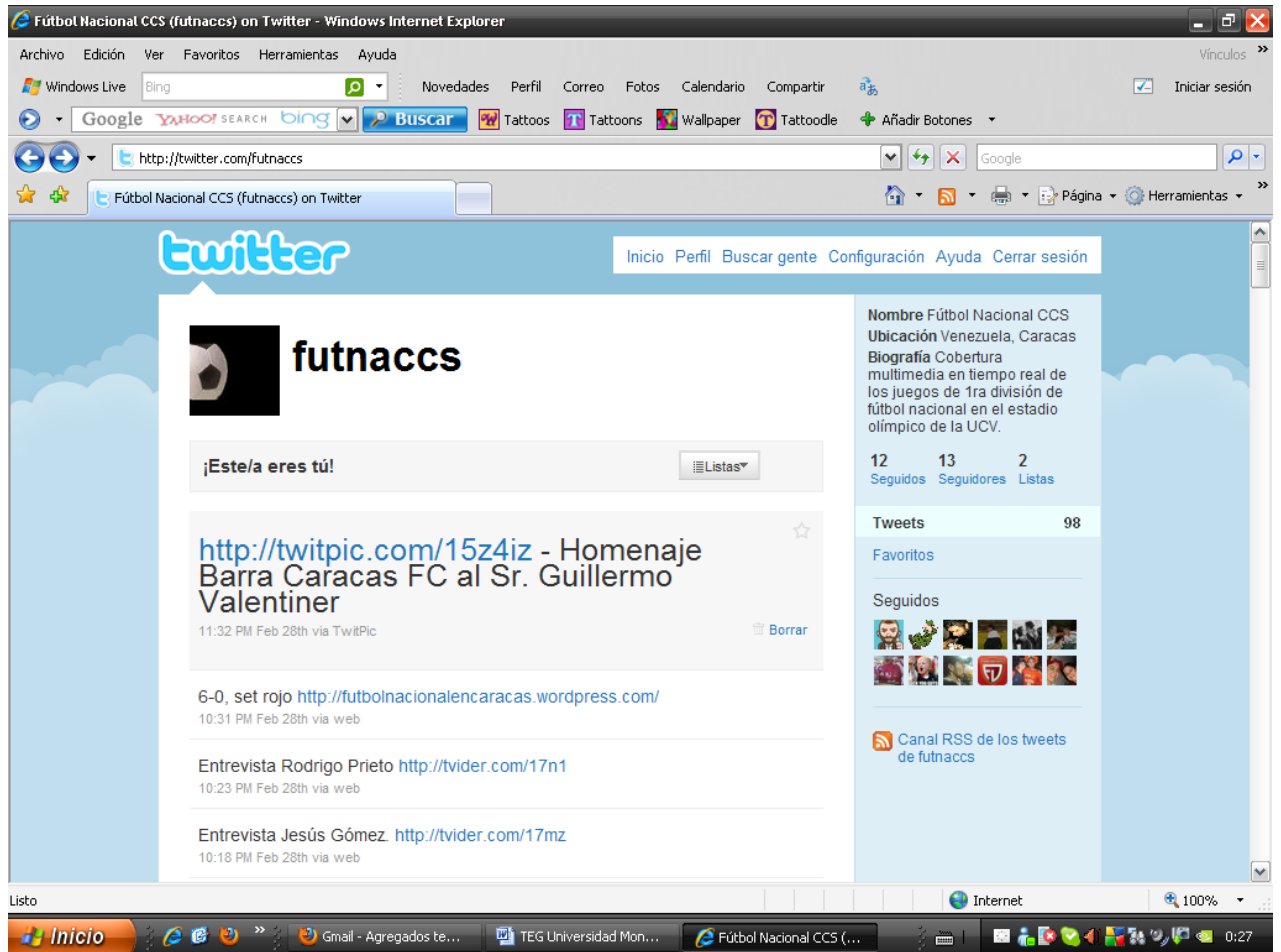 Fútbol Nacional CCS (futnaccs) on Twitter - Windows Internet Explorer
Archivo Edición Ver Favoritos Herramientas Ayuda Vínculos »
Windows Live Bing Novedades Perfil Correo Fotos Calendario Compartir Iniciar sesión
Google YAHOO! SEARCH bing Buscar Tattoos Tattoons Wallpaper Tattoodle Añadir Botones
http://twitter.com/futnaccs Google
Fútbol Nacional CCS (futnaccs) on Twitter Página Herramientas »
twitter
Inicio Perfil Buscar gente Configuración Ayuda Cerrar sesión
futnaccs
¡Este/a eres tú! Listas
http://twitpic.com/15z4iz - Homenaje
Barra Caracas FC al Sr. Guillermo
Valentiner
11:32 PM Feb 28th via TwitPic Borrar
6-0, set rojo http://futbolnacionalencaracas.wordpress.com/
10:31 PM Feb 28th via web
Entrevista Rodrigo Prieto http://tvider.com/17n1
10:23 PM Feb 28th via web
Entrevista Jesús Gómez. http://tvider.com/17mz
10:18 PM Feb 28th via web
Nombre Fútbol Nacional CCS
Ubicación Venezuela, Caracas
Biografía Cobertura
multimedia en tiempo real de
los juegos de 1ra división de
fútbol nacional en el estadio
olímpico de la UCV.
12 13 2
Seguidos Seguidores Listas
Tweets 98
Favoritos
Seguidos
Canal RSS de los tweets
de futnaccs
Listo Internet 100%
Inicio » Gmail - Agregados te... TEG Universidad Mon... Fútbol Nacional CCS (... 0:27